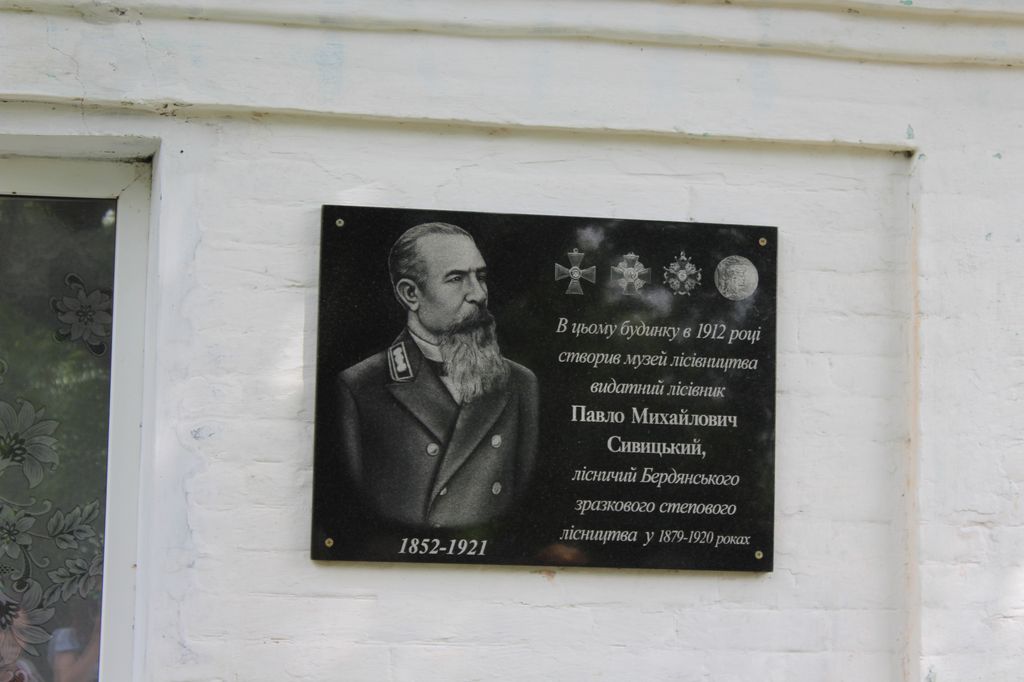 В цьому будинку в 1912 році
створив музей лісівництва
видатний лісівник
Павло Михайлович
Сивицький,
лісничий Бердянського
зразкового степового
лісництва у 1879-1920 роках
1852-1921